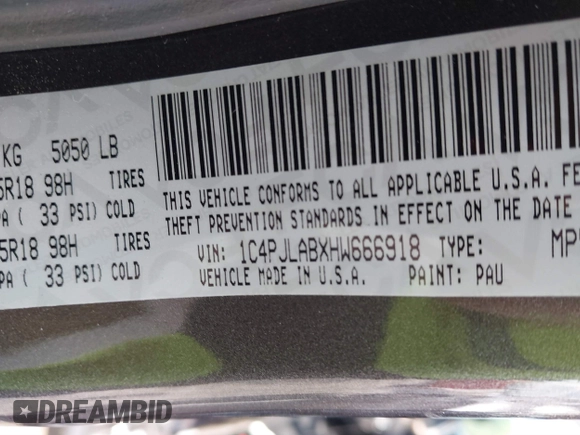 KG 5050 LB
5R18 98H TIRES
PA ( 33 PSI) COLD
5R18 98H TIRES
PA ( 33 PSI) COLD
THIS VEHICLE CONFORMS TO ALL APPLICABLE U.S.A. FE
THEFT PREVENTION STANDARDS IN EFFECT ON THE DATE
VIN: 1C4PJLABXHW666918 TYPE: MP
VEHICLE MADE IN U.S.A. PAINT: PAU
DREAMBID